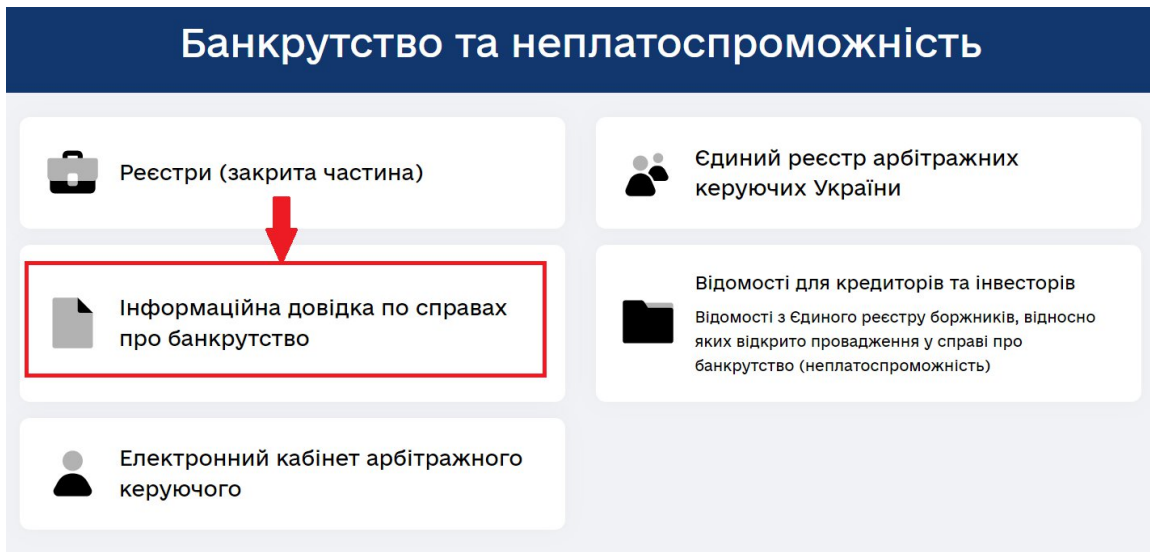 Банкрутство та неплатоспроможність
Реєстри (закрита частина)
Єдиний реєстр арбітражних
керуючих України
Інформаційна довідка по справах
про банкрутство
Відомості для кредиторів та інвесторів
Відомості з Єдиного реєстру боржників, відносно
яких відкрито провадження у справі про
банкрутство (неплатоспроможність)
Електронний кабінет арбітражного
керуючого